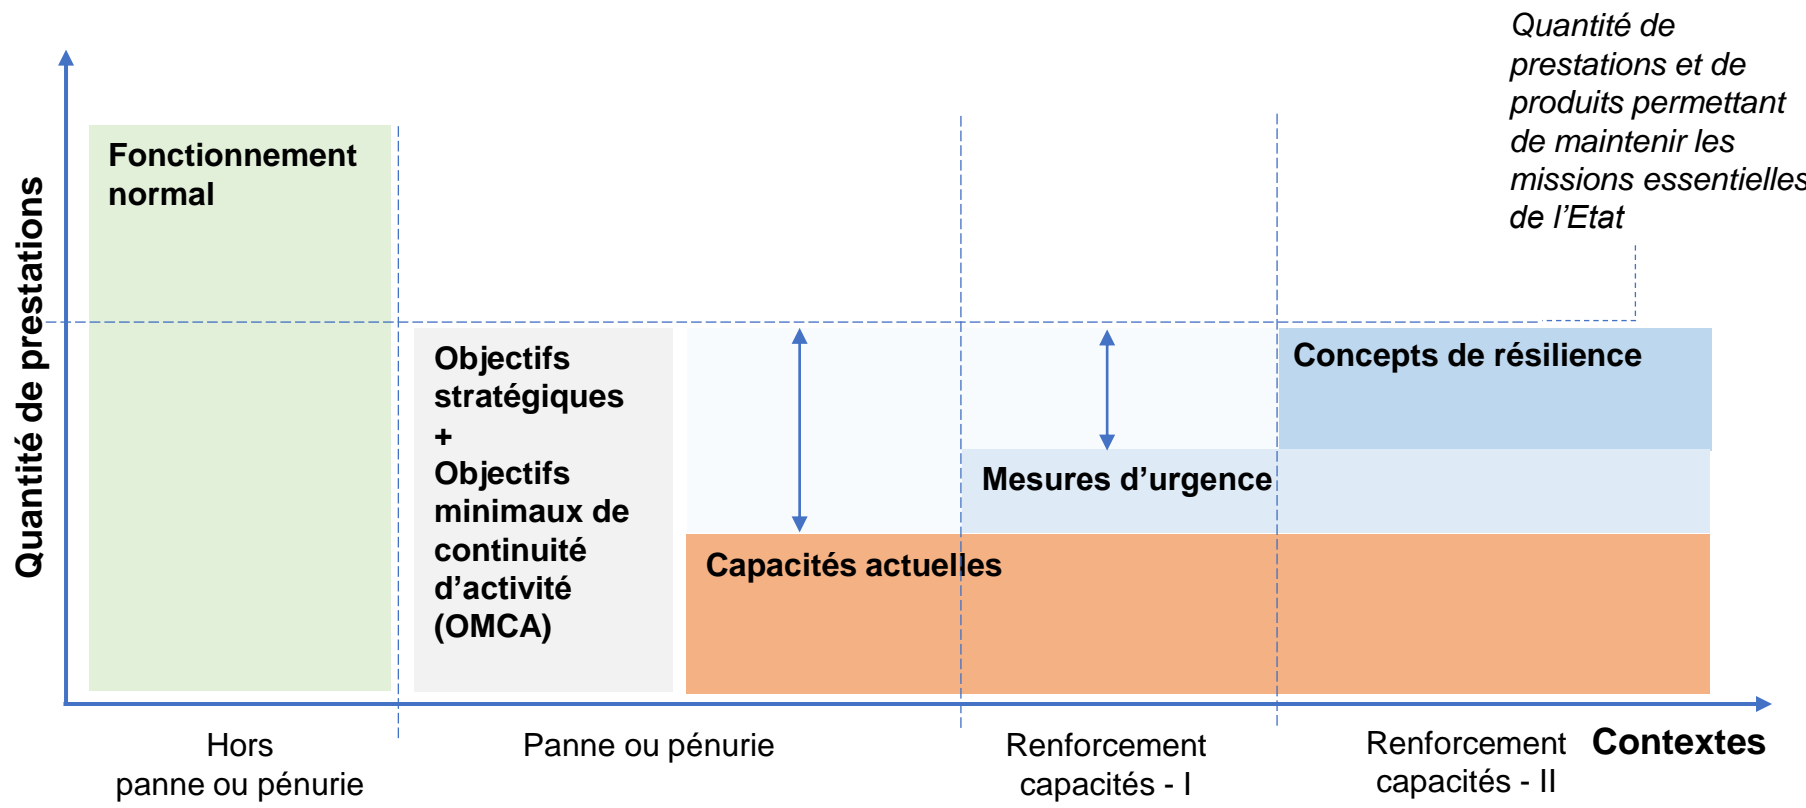 Quantité de
prestations et de
produits permettant
de maintenir les
missions essentielles
de l’Etat
Quantité de prestations
Fonctionnement
normal
Objectifs
stratégiques
+
Objectifs
minimaux de
continuité
d’activité
(OMCA)
Capacités actuelles
Mesures d’urgence
Concepts de résilience
Hors
panne ou pénurie
Panne ou pénurie
Renforcement
capacités - I
Renforcement
capacités - II
Contextes